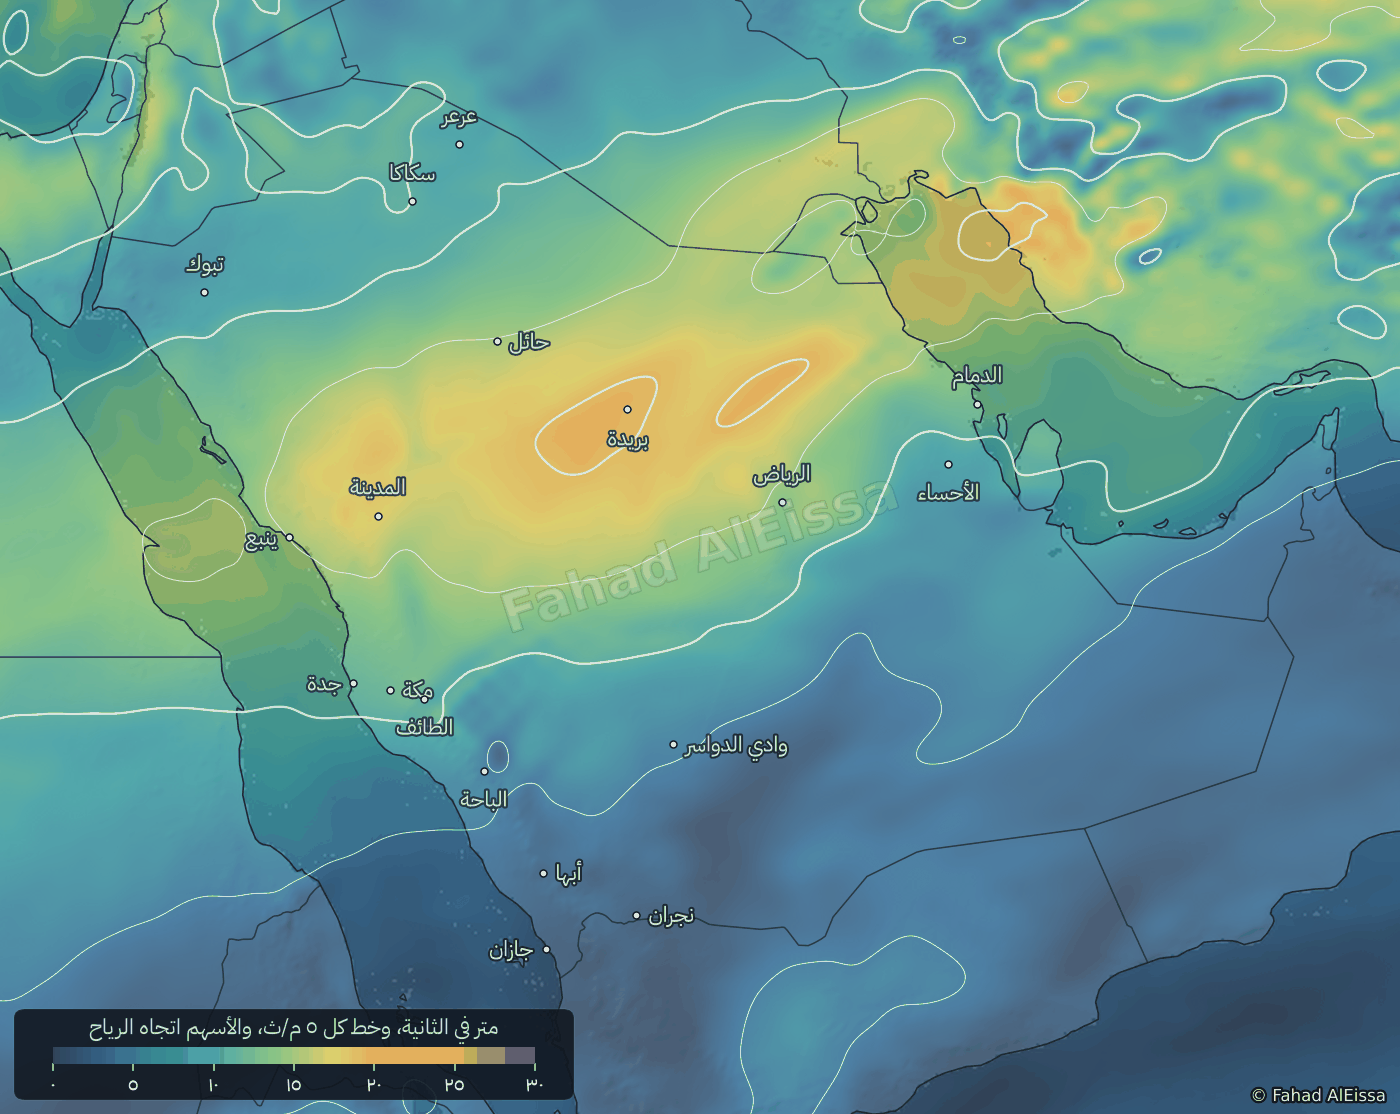 عرعر
سكاكا
تبوك
حائل
الدمام
بريدة
الرياض
المدينة
الأحساء
ينبع
Fahad AlEissa
جدة
مكة
الطائف
وادي الدواسر
الباحة
أبها
نجران
جازان
متر في الثانية، وخط كل ٥ م/ث، والأسهم اتجاه الرياح
٠ ٥ ١٠ ١٥ ٢٠ ٢٥ ٣٠
© Fahad AlEissa